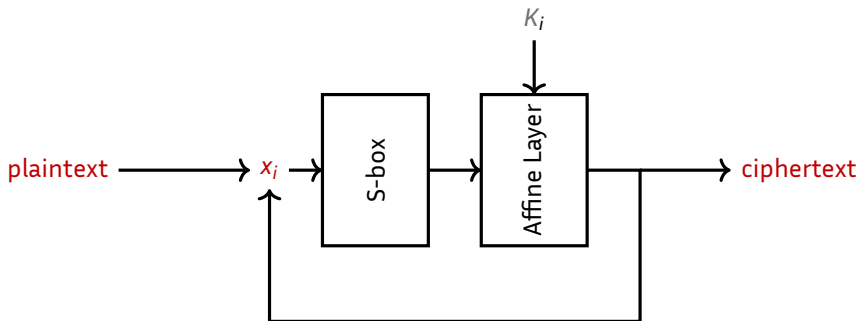 K_i
plaintext
x_i
S-box
Affine Layer
ciphertext